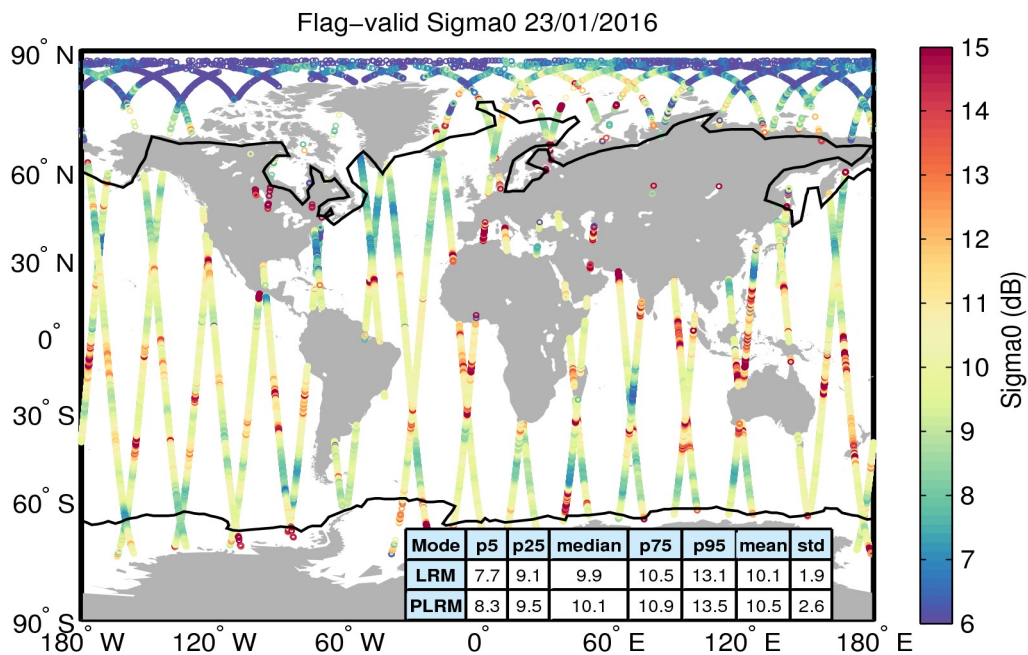 Flag−valid Sigma0 23/01/2016
90° N
60° N
30° N
0°
30° S
60° S
90° S
180° W
120° W
60° W
0°
60° E
120° E
180° E
Mode p5 p25 median p75 p95 mean std
LRM 7.7 9.1 9.9 10.5 13.1 10.1 1.9
PLRM 8.3 9.5 10.1 10.9 13.5 10.5 2.6
15
14
13
12
11
10
9
8
7
6
Sigma0 (dB)